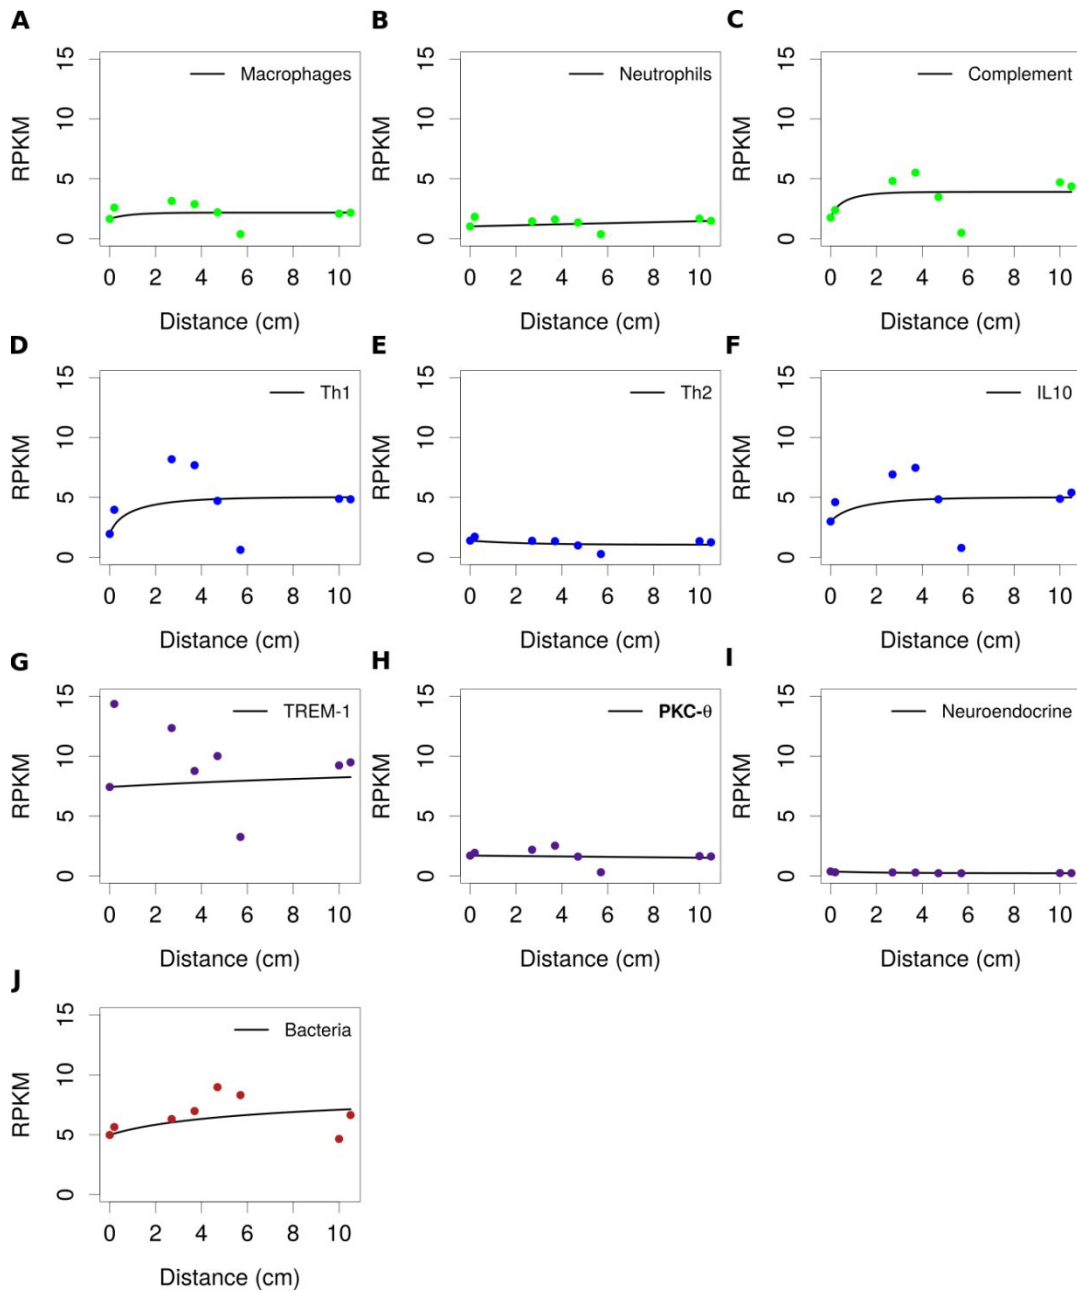 A
B
C
15
10
5
0
RPKM
Macrophages
0 2 4 6 8 10
Distance (cm)
15
10
5
0
RPKM
Neutrophils
0 2 4 6 8 10
Distance (cm)
15
10
5
0
RPKM
Complement
0 2 4 6 8 10
Distance (cm)
D
E
F
15
10
5
0
RPKM
Th1
0 2 4 6 8 10
Distance (cm)
15
10
5
0
RPKM
Th2
0 2 4 6 8 10
Distance (cm)
15
10
5
0
RPKM
IL10
0 2 4 6 8 10
Distance (cm)
G
H
I
15
10
5
0
RPKM
TREM-1
0 2 4 6 8 10
Distance (cm)
15
10
5
0
RPKM
PKC-θ
0 2 4 6 8 10
Distance (cm)
15
10
5
0
RPKM
Neuroendocrine
0 2 4 6 8 10
Distance (cm)
J
15
10
5
0
RPKM
Bacteria
0 2 4 6 8 10
Distance (cm)